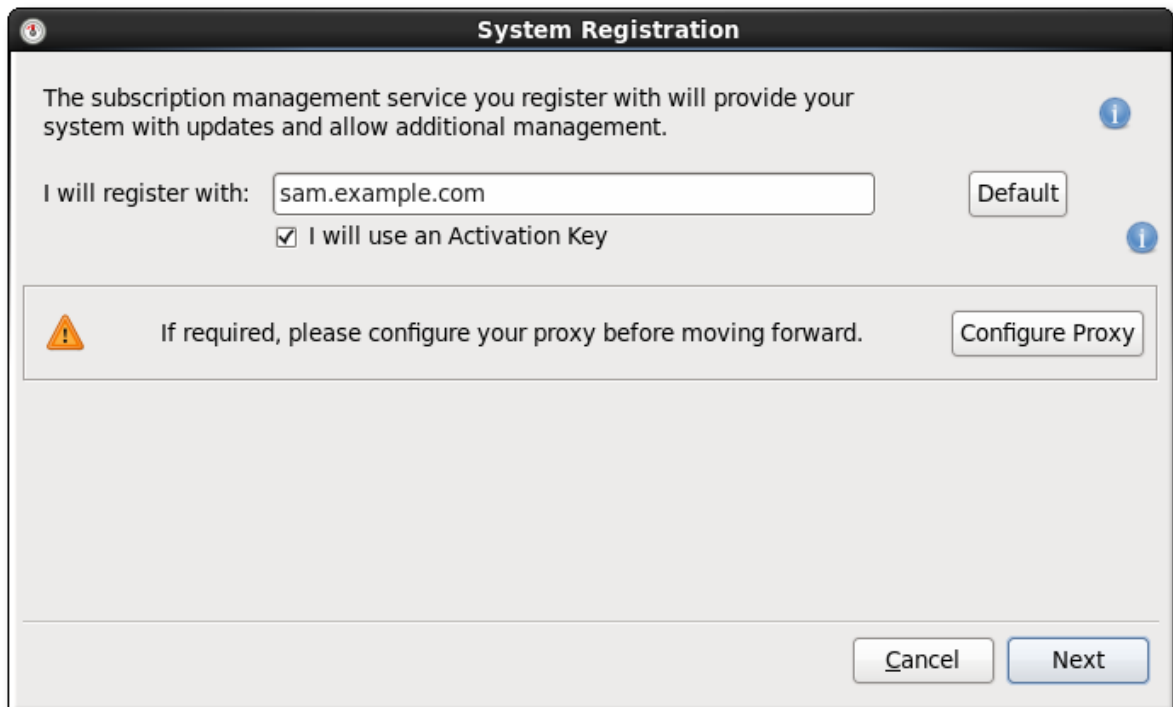 System Registration
The subscription management service you register with will provide your
system with updates and allow additional management.
I will register with: sam.example.com Default
I will use an Activation Key
If required, please configure your proxy before moving forward. Configure Proxy
Cancel Next